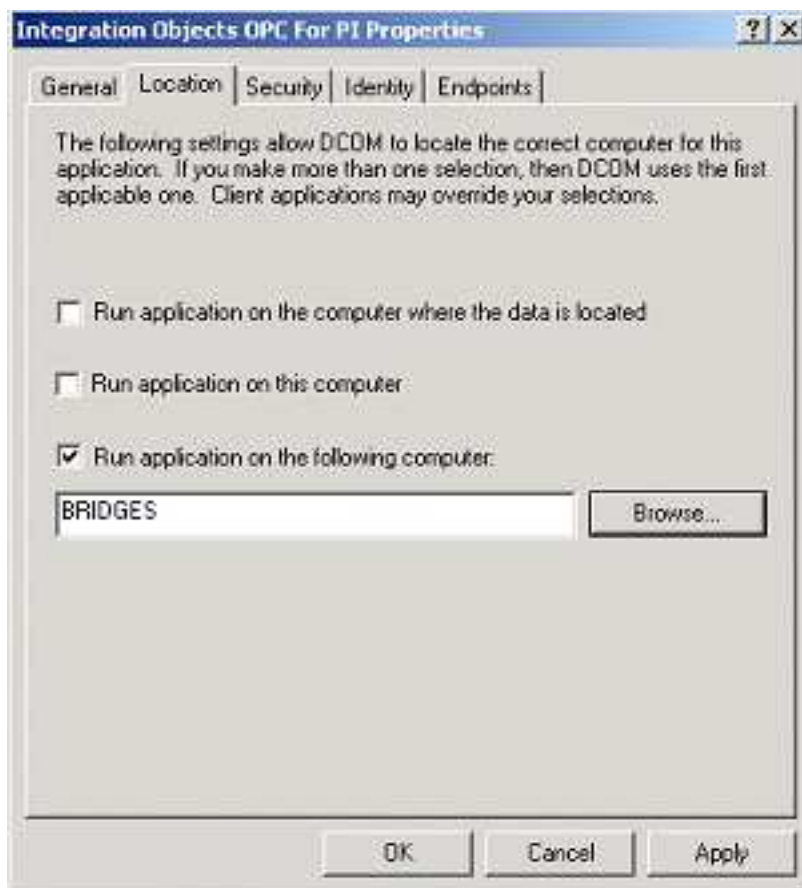 Integration Objects OPC For PI Properties ? X
General Location Security Identity Endpoints
The following settings allow DCOM to locate the correct computer for this
application. If you make more than one selection, then DCOM uses the first
applicable one. Client applications may override your selections.
Run application on the computer where the data is located
Run application on this computer
Run application on the following computer:
BRIDGES Browse...
OK Cancel Apply